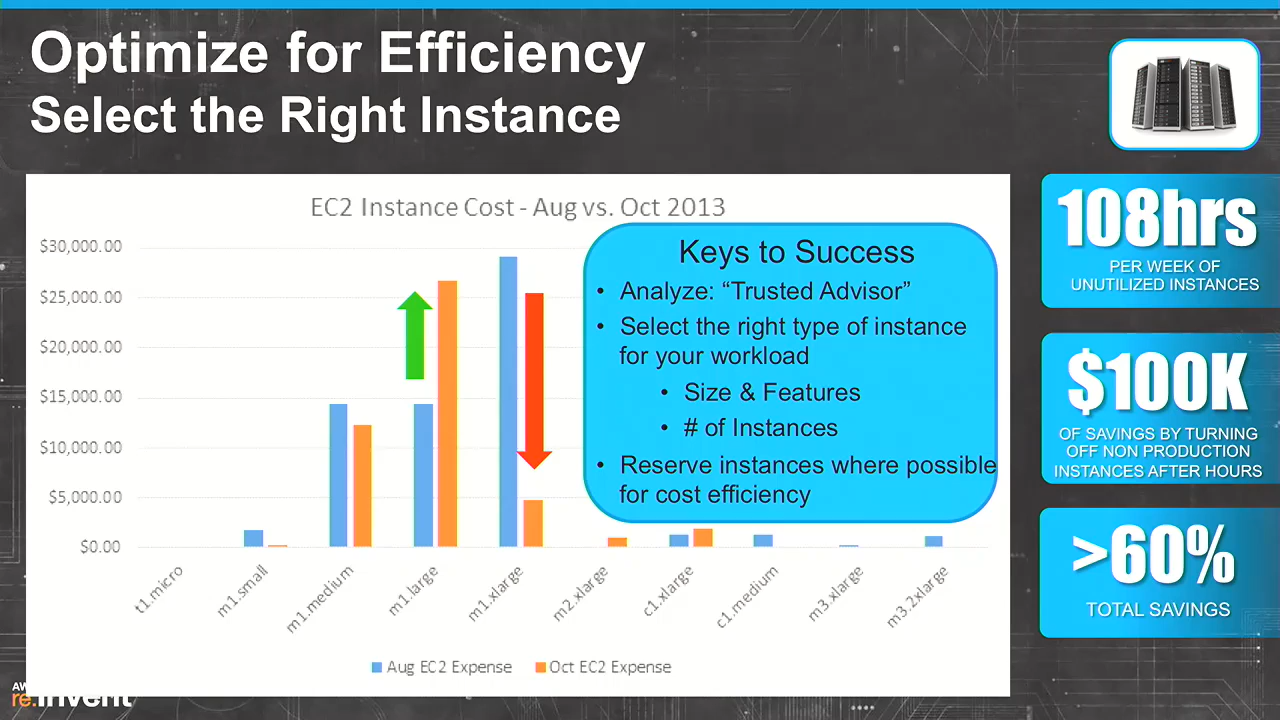 Optimize for Efficiency
Select the Right Instance
EC2 Instance Cost - Aug vs. Oct 2013
$30,000.00
$25,000.00
$20,000.00
$15,000.00
$10,000.00
$5,000.00
$0.00
t1.micro
m1.small
m1.medium
m1.large
m1.xlarge
m2.xlarge
c1.xlarge
c1.medium
m3.xlarge
m3.2xlarge
Aug EC2 Expense
Oct EC2 Expense
Keys to Success
• Analyze: “Trusted Advisor”
• Select the right type of instance
for your workload
• Size & Features
• # of Instances
• Reserve instances where possible
for cost efficiency
108hrs
PER WEEK OF
UNUTILIZED INSTANCES
$100K
OF SAVINGS BY TURNING
OFF NON PRODUCTION
INSTANCES AFTER HOURS
>60%
TOTAL SAVINGS
re:Invent